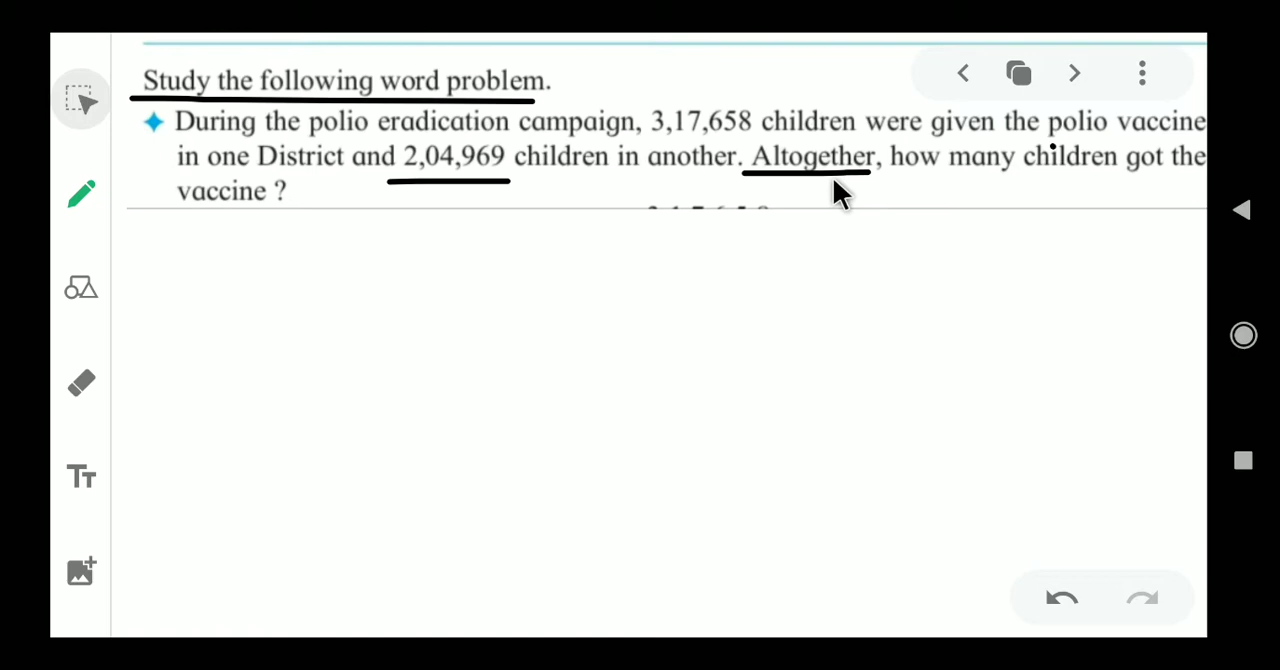 Study the following word problem.
During the polio eradication campaign, 3,17,658 children were given the polio vaccine
in one District and 2,04,969 children in another. Altogether, how many children got the
vaccine ?
TT